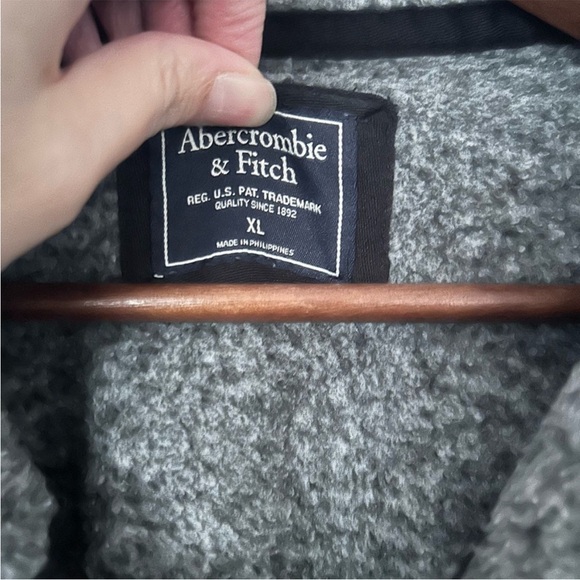 Abercrombie
& Fitch
REG. U.S. PAT. TRADEMARK
QUALITY SINCE 1892
XL
MADE IN PHILIPPINES